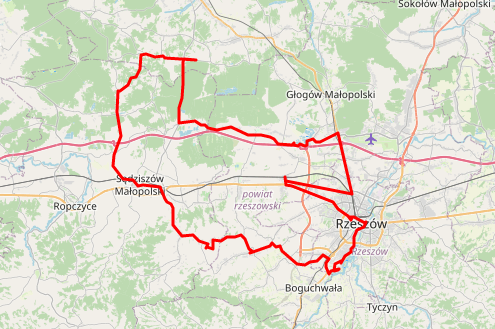 Sokołów Małopolski
Głogów Małopolski
Sędziszów
Małopolski
Ropczyce
powiat
rzeszowski
Rzeszów
Rzeszów
Boguchwała
Tyczyn